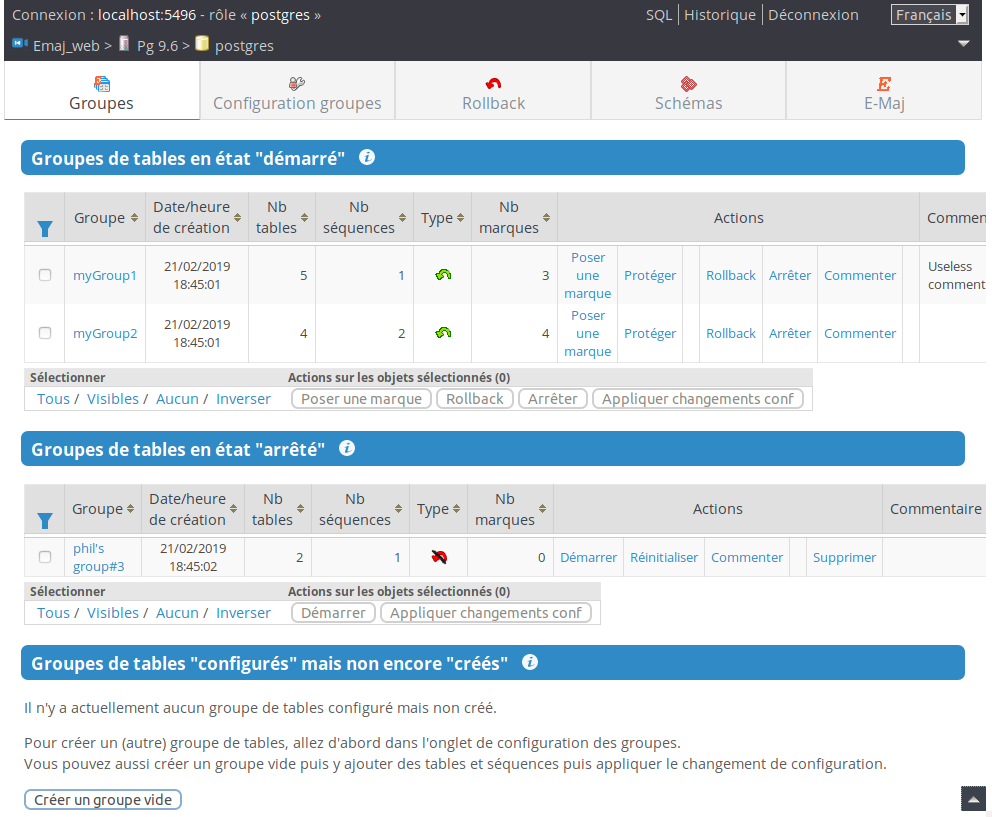 Connexion : localhost:5496 - rôle « postgres »
SQL | Historique | Déconnexion Français
Emaj_web > Pg 9.6 > postgres
Groupes
Configuration groupes
Rollback
Schémas
E-Maj
Groupes de tables en état "démarré"
Groupe Date/heure de création Nb tables Nb séquences Type Nb marques Actions Commen
myGroup1 21/02/2019 18:45:01 5 1 3 Poser une marque Protéger Rollback Arrêter Commenter Useless comment
myGroup2 21/02/2019 18:45:01 4 2 4 Poser une marque Protéger Rollback Arrêter Commenter
Sélectionner Actions sur les objets sélectionnés (0)
Tous / Visibles / Aucun / Inverser Poser une marque Rollback Arrêter Appliquer changements conf
Groupes de tables en état "arrêté"
Groupe Date/heure de création Nb tables Nb séquences Type Nb marques Actions Commentaire
phil's group#3 21/02/2019 18:45:02 2 1 0 Démarrer Réinitialiser Commenter Supprimer
Sélectionner Actions sur les objets sélectionnés (0)
Tous / Visibles / Aucun / Inverser Démarrer Appliquer changements conf
Groupes de tables "configurés" mais non encore "créés"
Il n'y a actuellement aucun groupe de tables configuré mais non créé.
Pour créer un (autre) groupe de tables, allez d'abord dans l'onglet de configuration des groupes.
Vous pouvez aussi créer un groupe vide puis y ajouter des tables et séquences puis appliquer le changement de configuration.
Créer un groupe vide